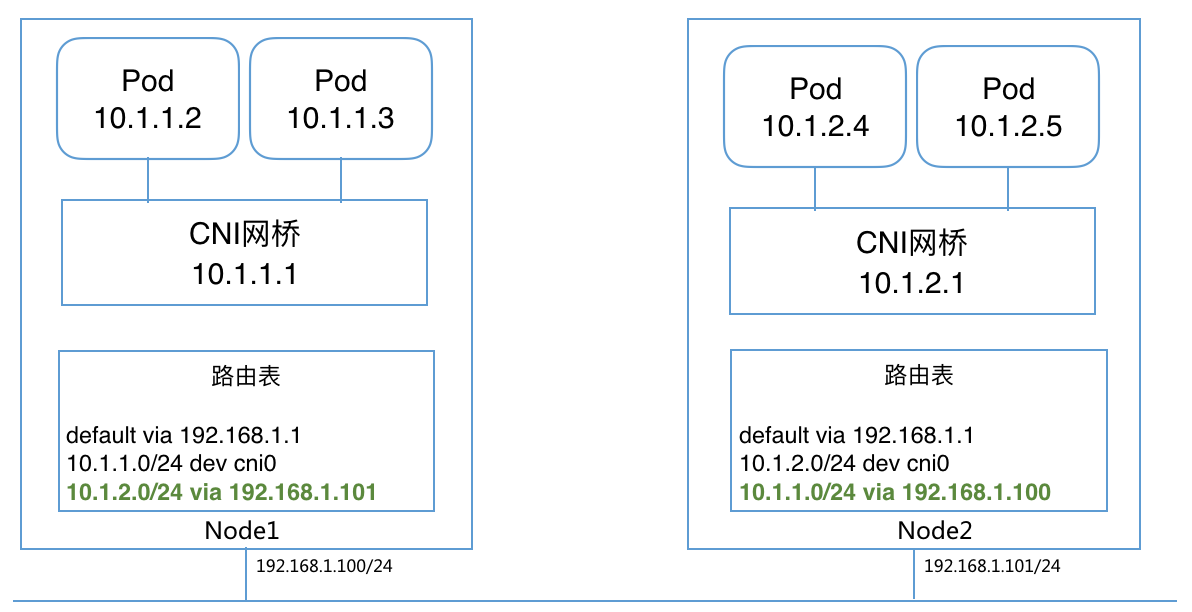 Pod
10.1.1.2
Pod
10.1.1.3
CNI网桥
10.1.1.1
路由表
default via 192.168.1.1
10.1.1.0/24 dev cni0
10.1.2.0/24 via 192.168.1.101
Node1
192.168.1.100/24
Pod
10.1.2.4
Pod
10.1.2.5
CNI网桥
10.1.2.1
路由表
default via 192.168.1.1
10.1.2.0/24 dev cni0
10.1.1.0/24 via 192.168.1.100
Node2
192.168.1.101/24